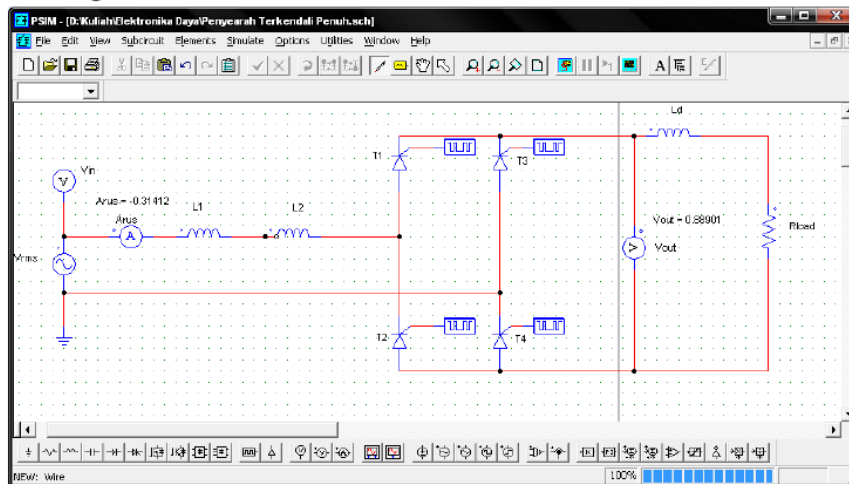 PSIM - [D:\Kuliah\Elektronika Daya\Penyearah Terkendali Penuh.sch]
File Edit View Subcircuit Elements Simulate Options Utilities Window Help
Ld
T1
T3
Vin
Arus = -0.31412
Arus
L1
L2
Vout = 0.88901
Rload
Vrms
Vout
T2
T4
NEW: Wire
100%